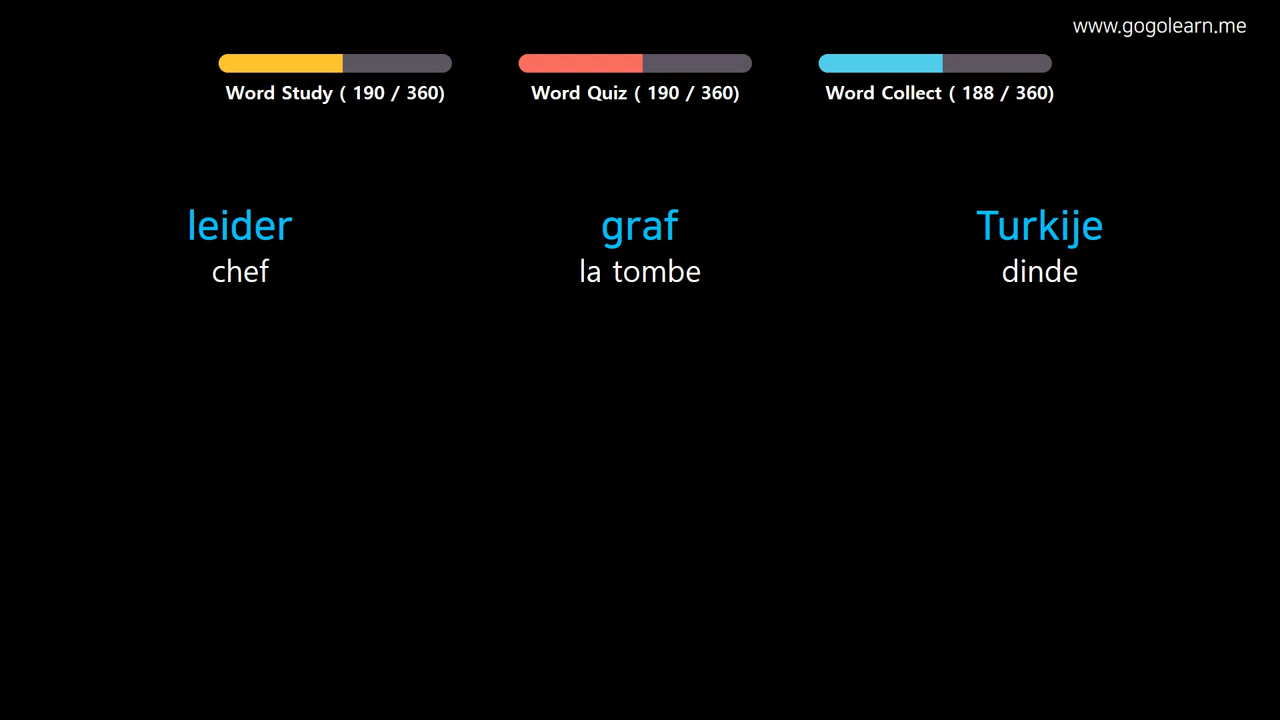 www.gogolearn.me
Word Study ( 190 / 360)
Word Quiz ( 190 / 360)
Word Collect ( 188 / 360)
leider
chef
graf
la tombe
Turkije
dinde